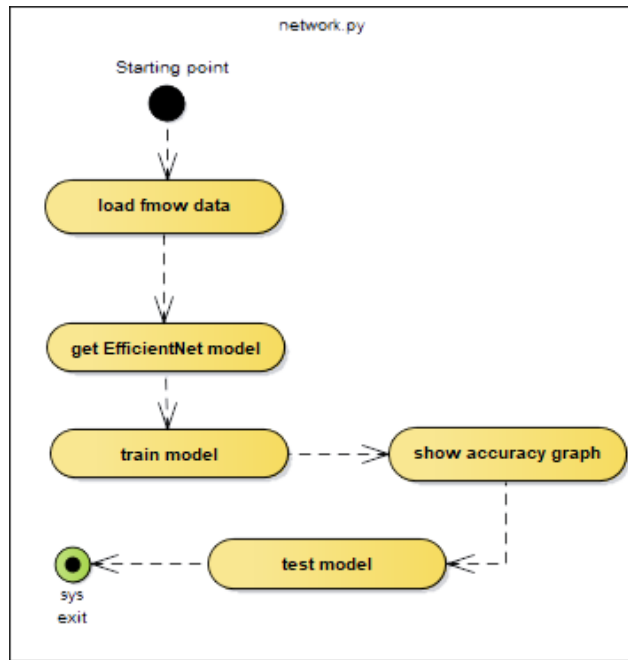 network.py
Starting point
load fmow data
get EfficientNet model
train model
show accuracy graph
test model
sys
exit